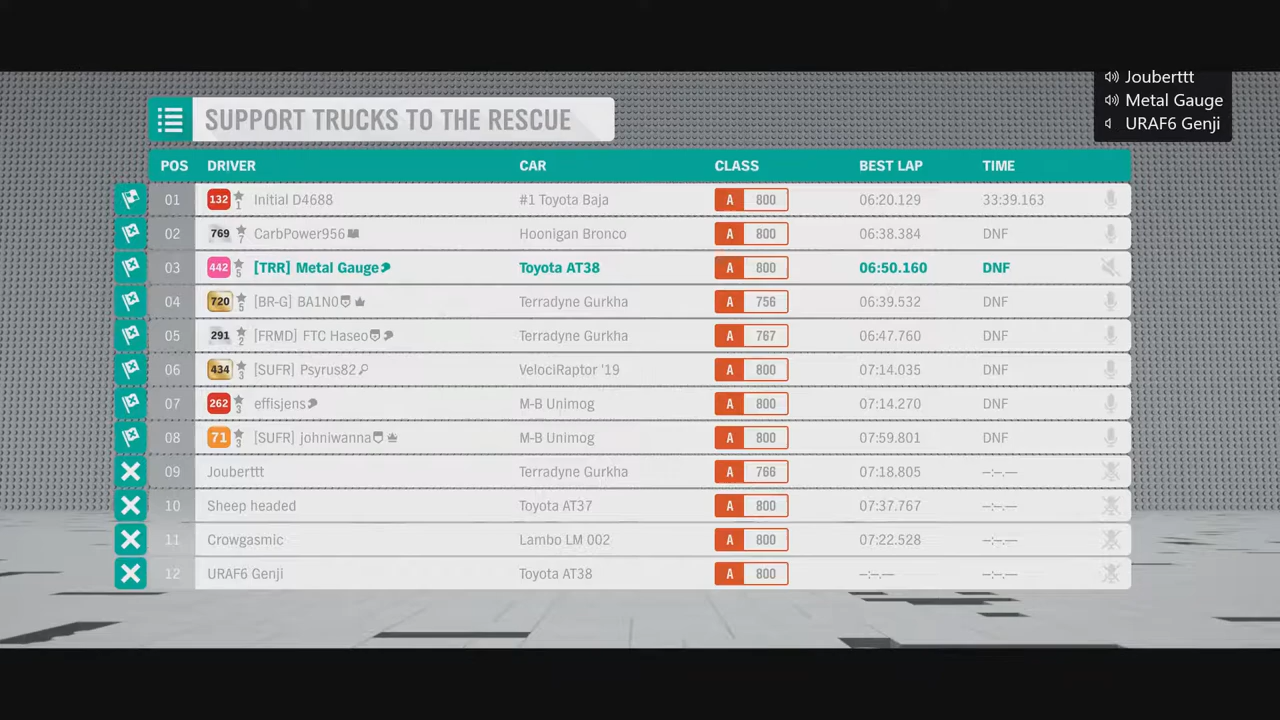 Jouberttt
Metal Gauge
URAF6 Genji
SUPPORT TRUCKS TO THE RESCUE
POS DRIVER CAR CLASS BEST LAP TIME
01 132 1 Initial D4688 #1 Toyota Baja A 800 06:20.129 33:39.163
02 769 7 CarbPower956 Hoonigan Bronco A 800 06:38.384 DNF
03 442 5 [TRR] Metal Gauge Toyota AT38 A 800 06:50.160 DNF
04 720 5 [BR-G] BA1N0 Terradyne Gurkha A 756 06:39.532 DNF
05 291 2 [FRMD] FTC Haseo Terradyne Gurkha A 767 06:47.760 DNF
06 434 3 [SUFR] Psyrus82 VelociRaptor '19 A 800 07:14.035 DNF
07 262 3 effisjens M-B Unimog A 800 07:14.270 DNF
08 71 3 [SUFR] johniwanna M-B Unimog A 800 07:59.801 DNF
09 Jouberttt Terradyne Gurkha A 766 07:18.805 --:--.---
10 Sheep headed Toyota AT37 A 800 07:37.767 --:--.---
11 Crowgasmic Lambo LM 002 A 800 07:22.528 --:--.---
12 URAF6 Genji Toyota AT38 A 800 --:--.--- --:--.---